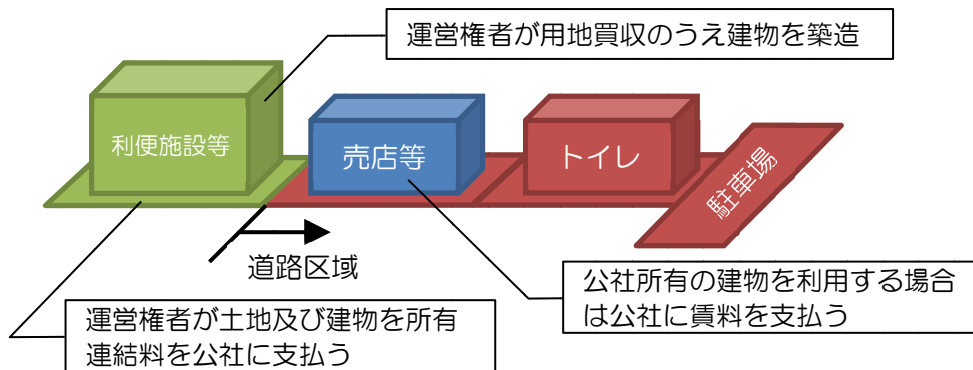 運営権者が用地買収のうえ建物を築造
利便施設等
売店等
トイレ
駐車場
道路区域
公社所有の建物を利用する場合
は公社に賃料を支払う
運営権者が土地及び建物を所有
連結料を公社に支払う